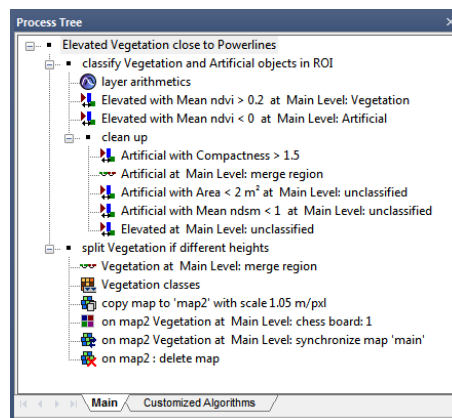 Process Tree
Elevated Vegetation close to Powerlines
classify Vegetation and Artificial objects in ROI
layer arithmetics
Elevated with Mean ndvi > 0.2 at Main Level: Vegetation
Elevated with Mean ndvi < 0 at Main Level: Artificial
clean up
Artificial with Compactness > 1.5
Artificial at Main Level: merge region
Artificial with Area < 2 m² at Main Level: unclassified
Artificial with Mean ndsm < 1 at Main Level: unclassified
Elevated at Main Level: unclassified
split Vegetation if different heights
Vegetation at Main Level: merge region
Vegetation classes
copy map to 'map2' with scale 1.05 m/pxl
on map2 Vegetation at Main Level: chess board: 1
on map2 Vegetation at Main Level: synchronize map 'main'
on map2 : delete map
Main Customized Algorithms